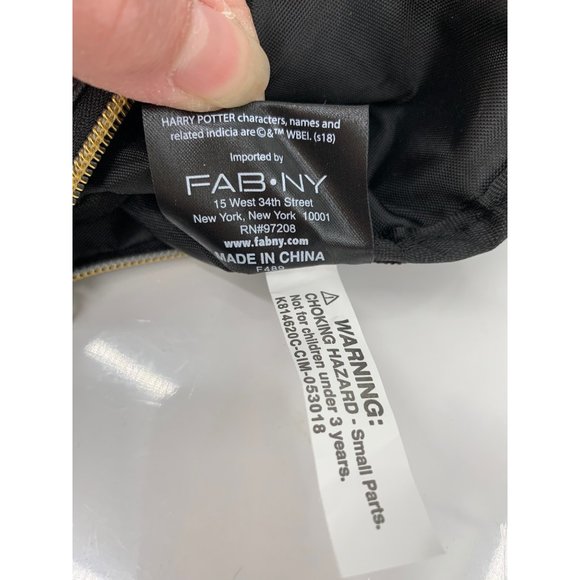 HARRY POTTER characters, names and
related indicia are©&™ WBEI. (s18)
Imported by
FAB•NY
15 West 34th Street
New York, New York 10001
RN#97208
www.fabny.com
MADE IN CHINA
⚠ WARNING:
CHOKING HAZARD - Small Parts.
Not for children under 3 years.
K814620C-CIM-053018